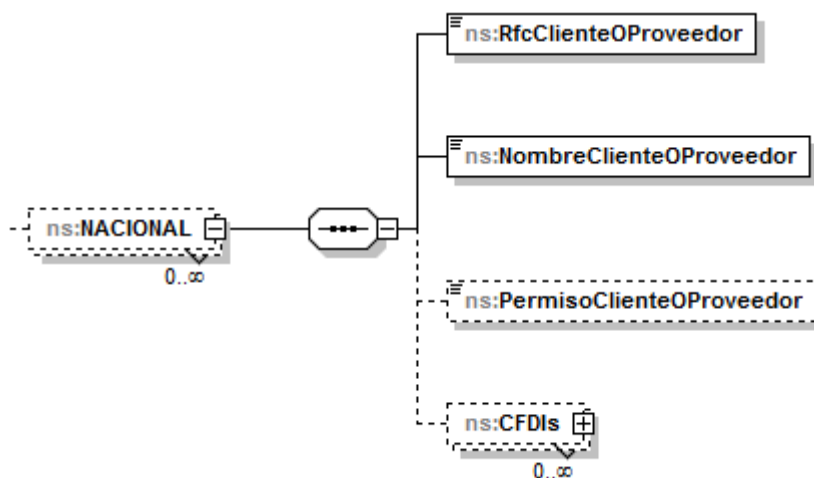 ns:RfcClienteOProveedor
ns:NombreClienteOProveedor
ns:NACIONAL
0..∞
ns:PermisoClienteOProveedor
ns:CFDIs
0..∞